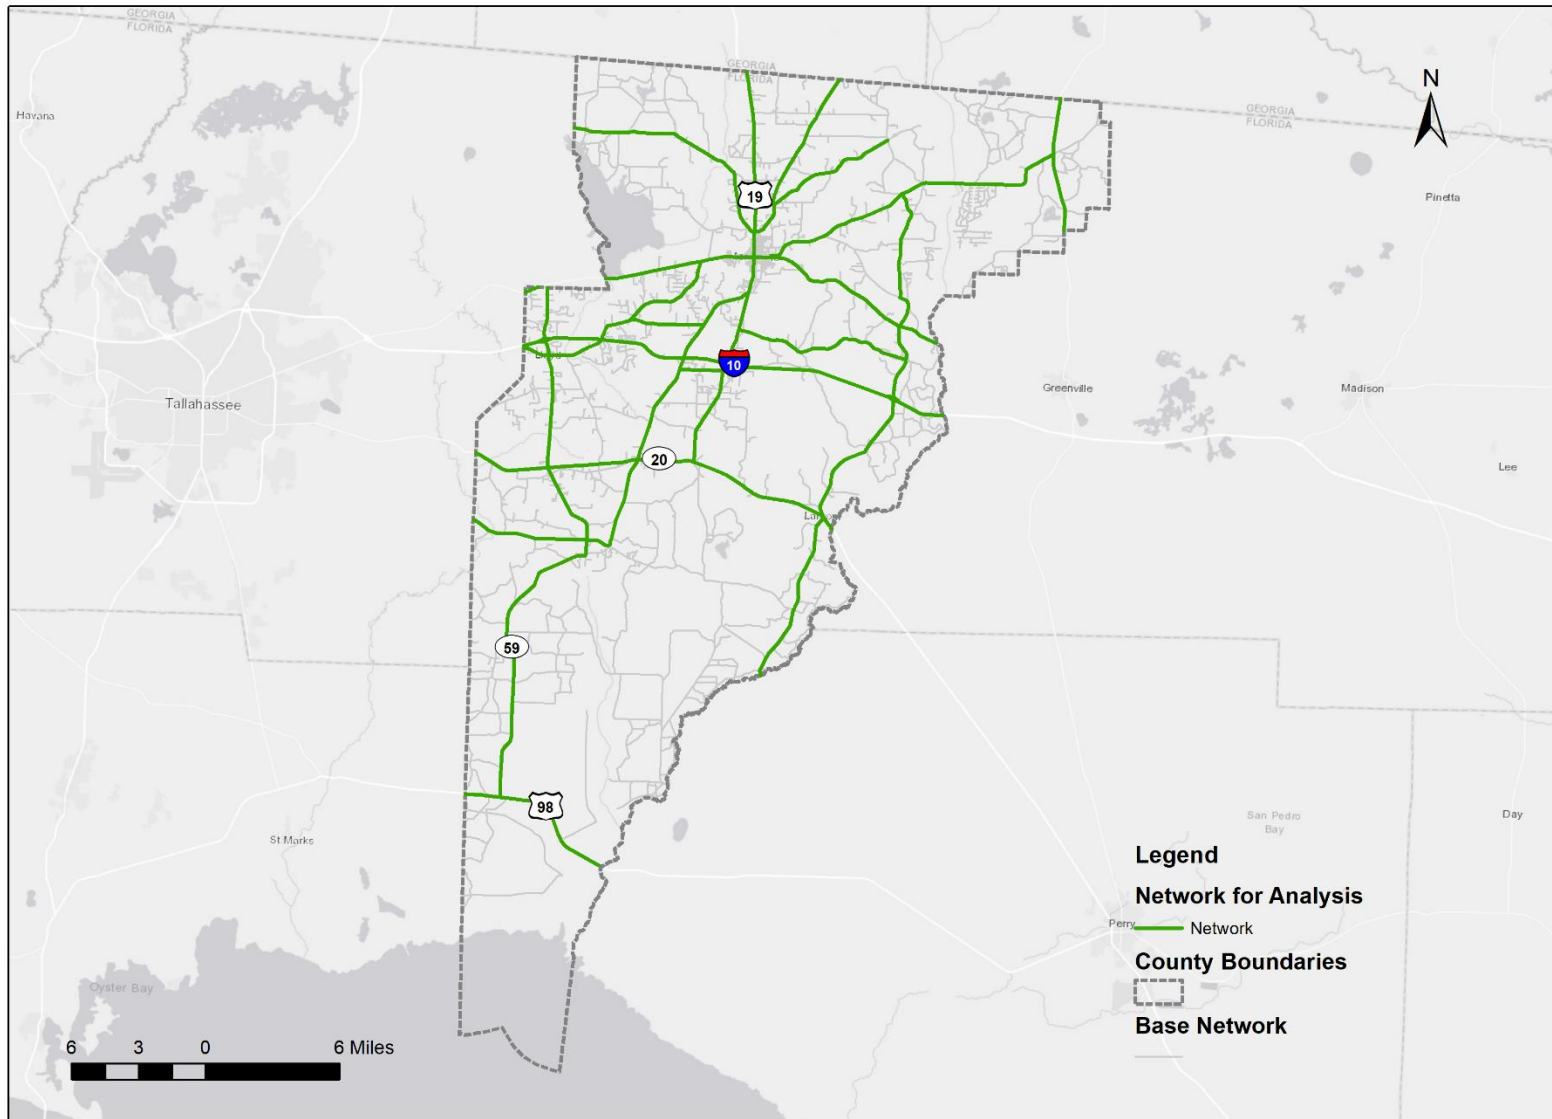 GEORGIA
FLORIDA
GEORGIA
FLORIDA
GEORGIA
FLORIDA
N
Havana
Pinetta
19
10
Greenville
Madison
Tallahassee
20
Lee
59
98
St Marks
San Pedro
Bay
Day
Oyster Bay
Perry
Legend
Network for Analysis
Network
County Boundaries
Base Network
6 3 0 6 Miles